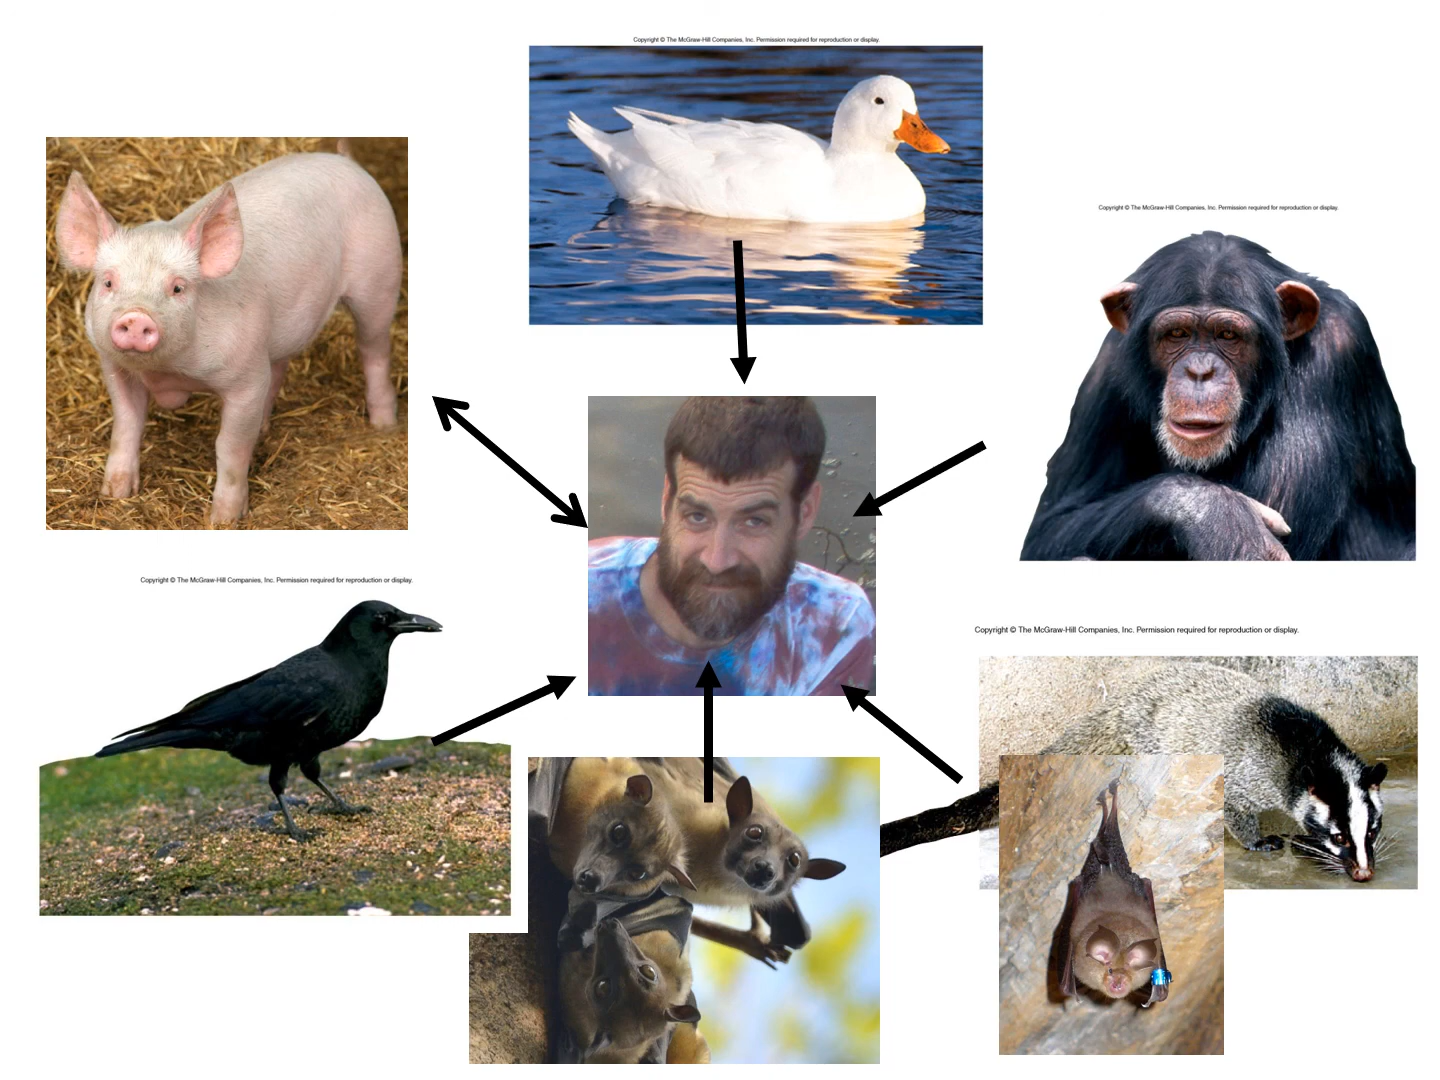 Copyright © The McGraw-Hill Companies, Inc. Permission required for reproduction or display.
Copyright © The McGraw-Hill Companies, Inc. Permission required for reproduction or display.
Copyright © The McGraw-Hill Companies, Inc. Permission required for reproduction or display.
Copyright © The McGraw-Hill Companies, Inc. Permission required for reproduction or display.